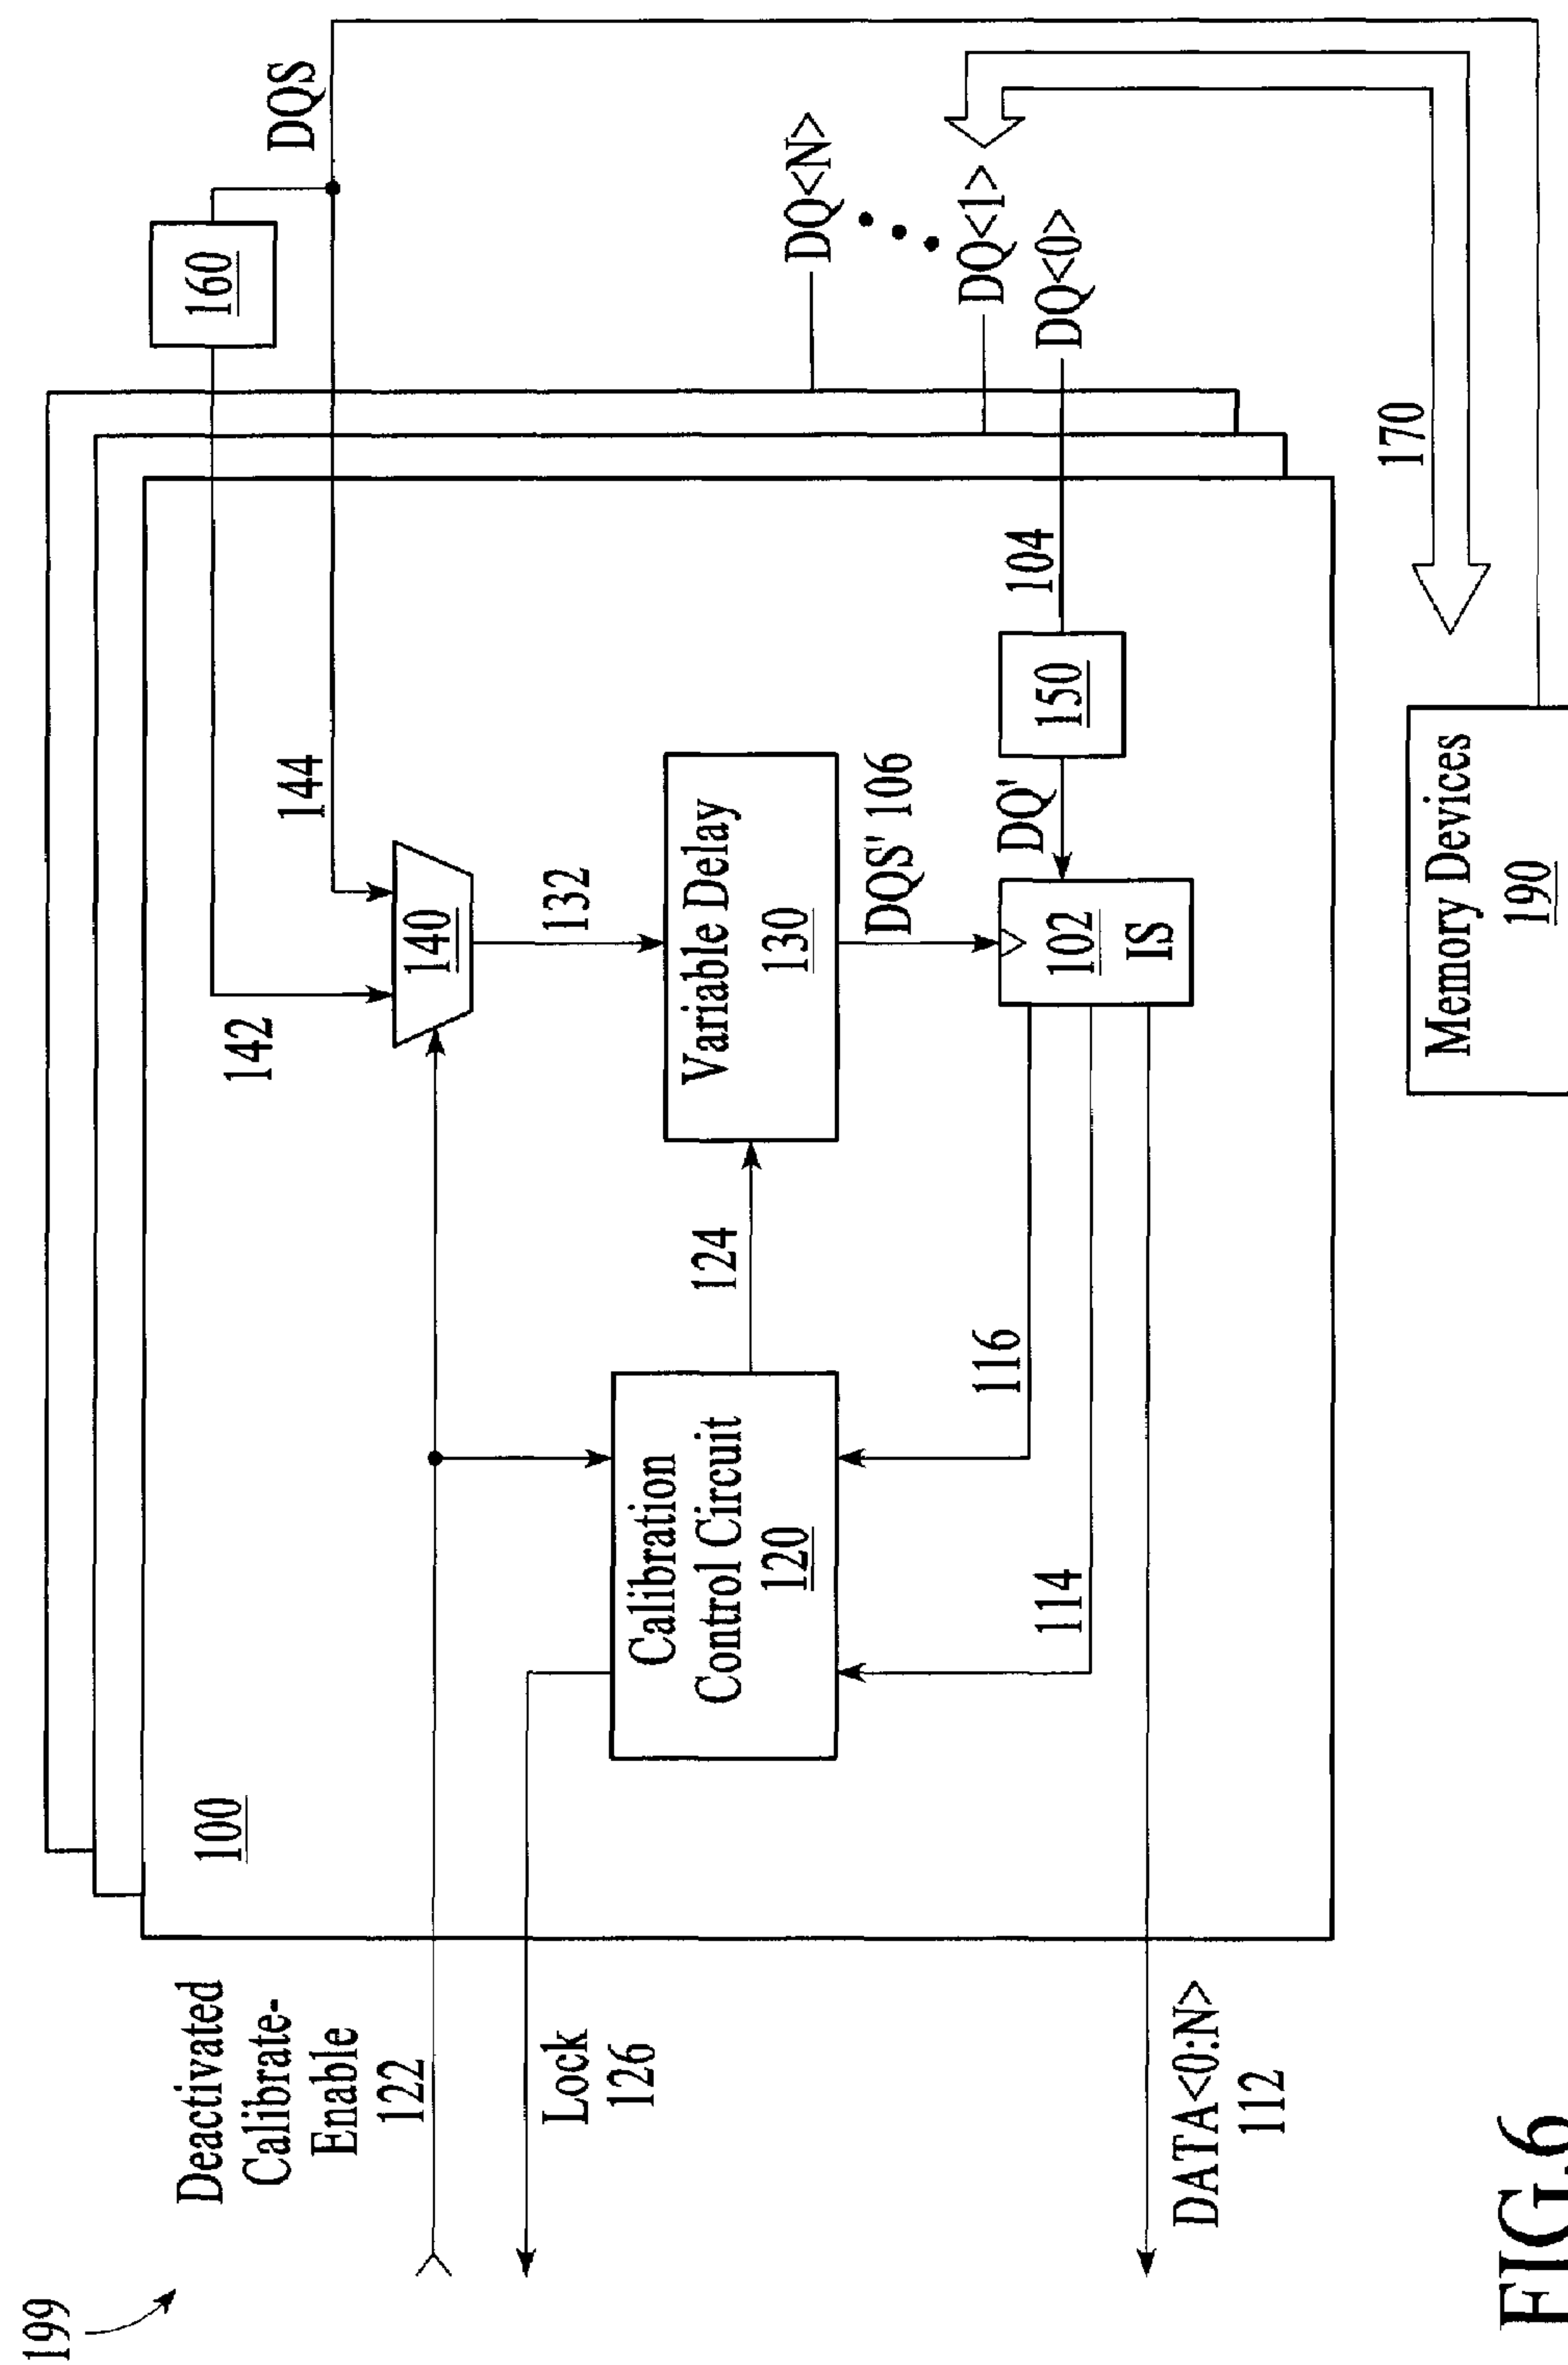 199
Deactivated
Calibrate-
Enable
122
Lock
126
DATA<0:N>
112
100
Calibration
Control Circuit
120
114
116
124
142
144
140
132
Variable Delay
130
DQS' 106
102
IS
DQ'
150
104
160
DQS
DQ<N>
DQ<1>
DQ<0>
170
Memory Devices
190
FIG.6